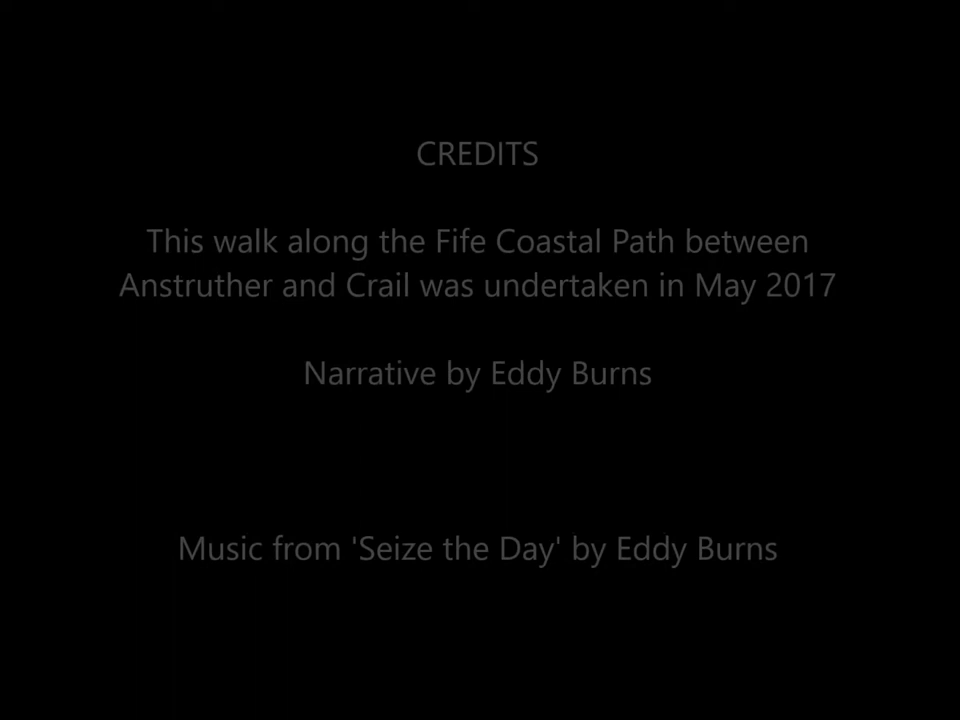 CREDITS
This walk along the Fife Coastal Path between
Anstruther and Crail was undertaken in May 2017
Narrative by Eddy Burns
Music from 'Seize the Day' by Eddy Burns